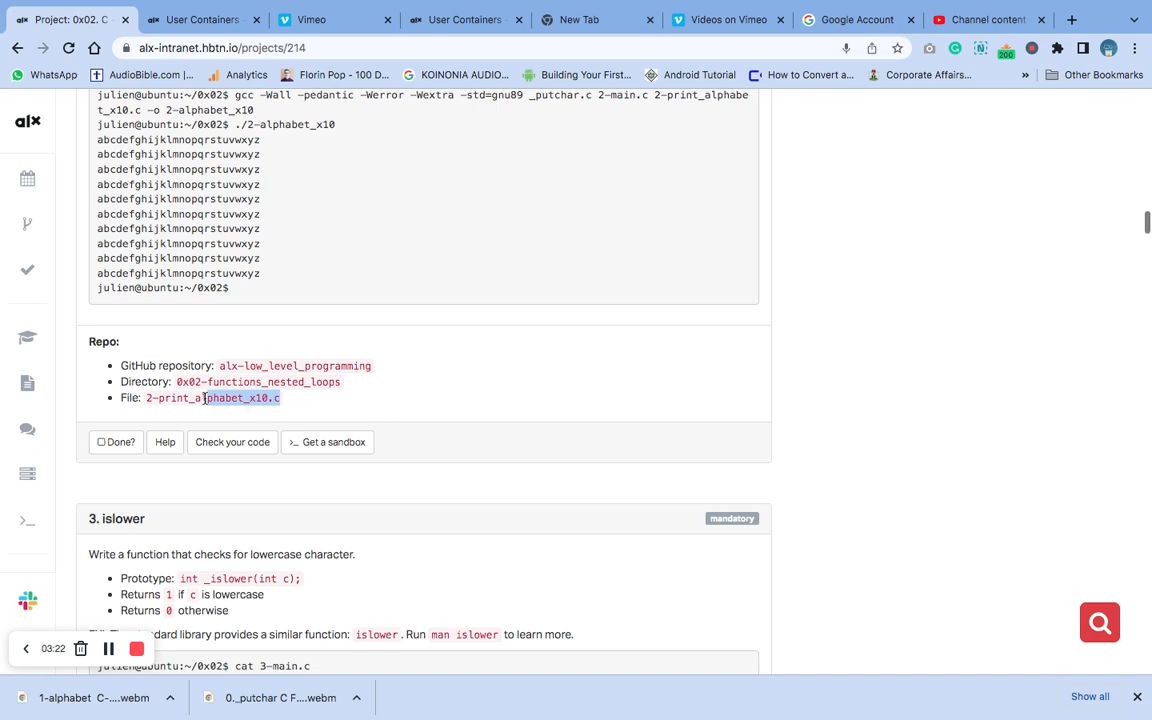 Project: 0x02. C
User Containers
Vimeo
User Containers
New Tab
Videos on Vimeo
Google Account
Channel content
alx-intranet.hbtn.io/projects/214
200
WhatsApp
AudioBible.com |...
Analytics
Florin Pop - 100 D...
KOINONIA AUDIO...
Building Your First...
Android Tutorial
How to Convert a...
Corporate Affairs...
»
Other Bookmarks
alx
julien@ubuntu:~/0x02$ gcc -Wall -pedantic -Werror -Wextra -std=gnu89 _putchar.c 2-main.c 2-print_alphabe
t_x10.c -o 2-alphabet_x10
julien@ubuntu:~/0x02$ ./2-alphabet_x10
abcdefghijklmnopqrstuvwxyz
abcdefghijklmnopqrstuvwxyz
abcdefghijklmnopqrstuvwxyz
abcdefghijklmnopqrstuvwxyz
abcdefghijklmnopqrstuvwxyz
abcdefghijklmnopqrstuvwxyz
abcdefghijklmnopqrstuvwxyz
abcdefghijklmnopqrstuvwxyz
abcdefghijklmnopqrstuvwxyz
abcdefghijklmnopqrstuvwxyz
julien@ubuntu:~/0x02$
Repo:
• GitHub repository: alx-low_level_programming
• Directory: 0x02-functions_nested_loops
• File: 2-print_alphabet_x10.c
Done?
Help
Check your code
>_ Get a sandbox
3. islower
mandatory
Write a function that checks for lowercase character.
• Prototype: int _islower(int c);
• Returns 1 if c is lowercase
• Returns 0 otherwise
dard library provides a similar function: islower. Run man islower to learn more.
03:22
julien@ubuntu:~/0x02$ cat 3-main.c
1-alphabet C-....webm
0._putchar C F....webm
Show all